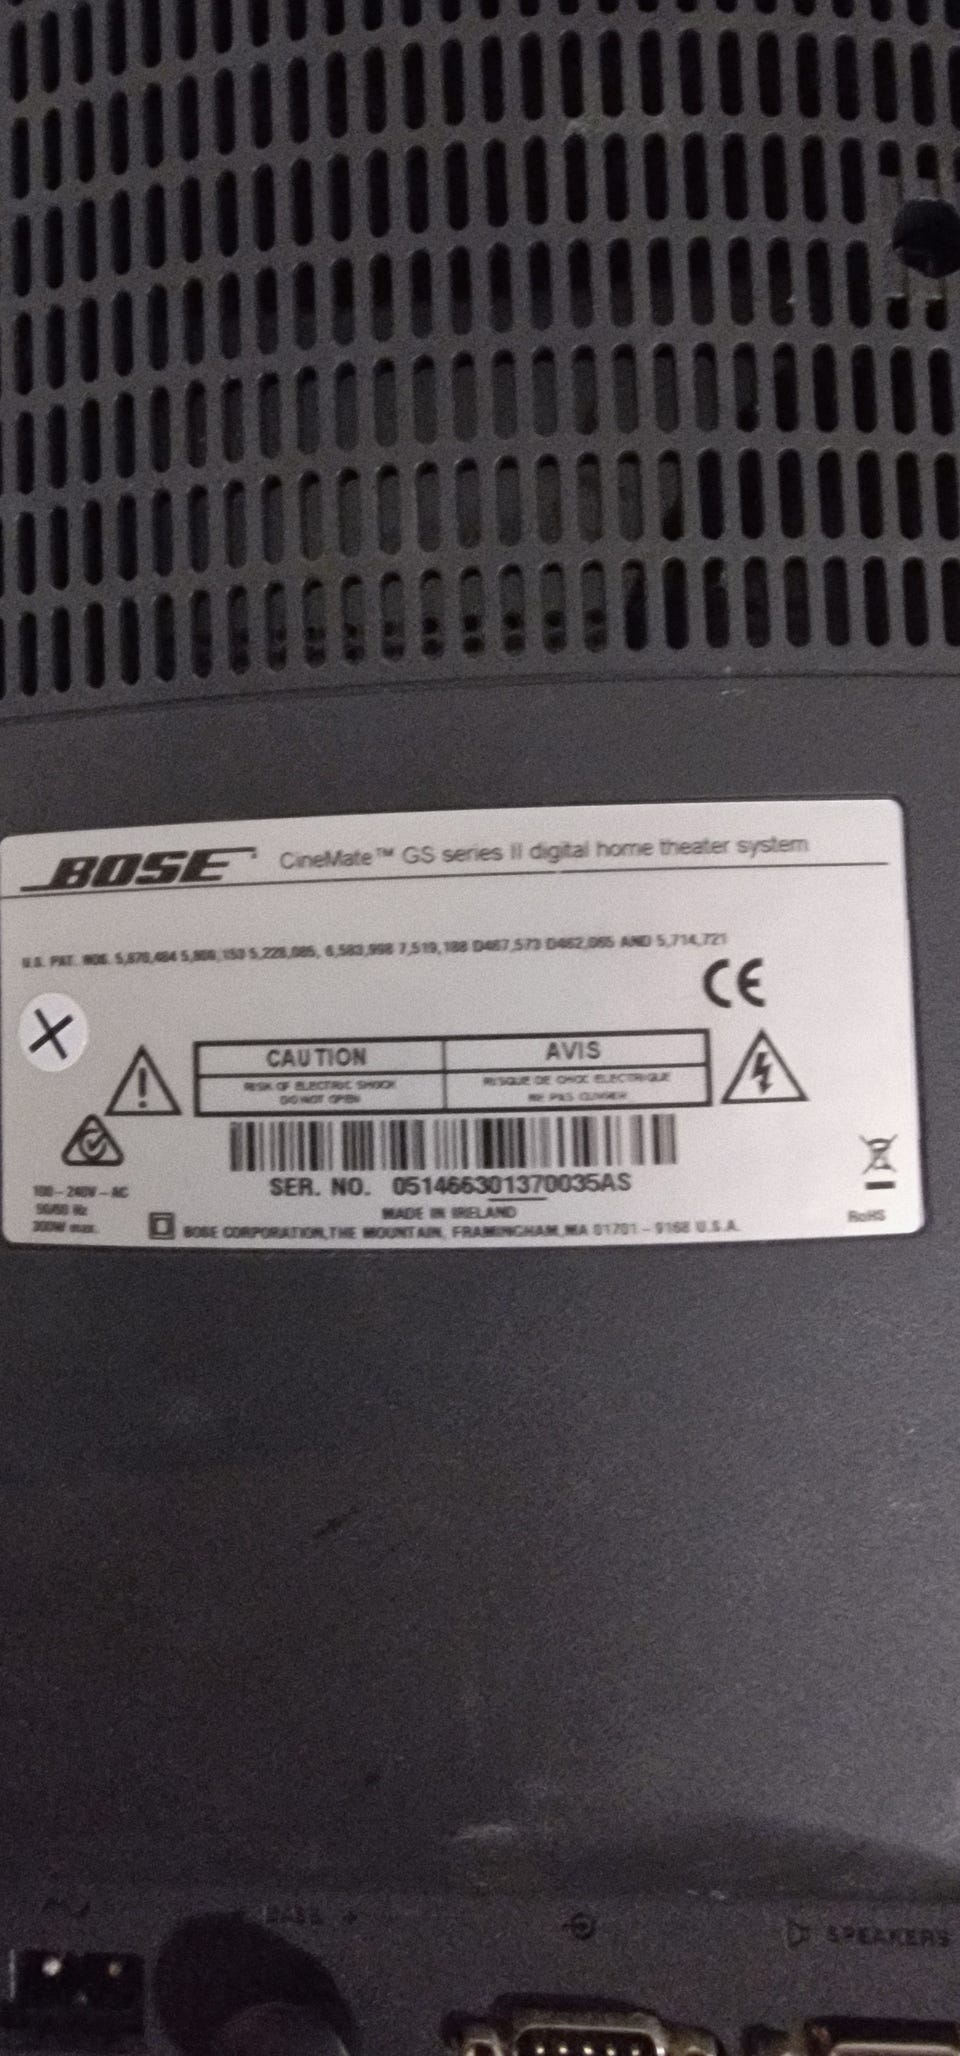 BOSE CineMate™ GS series II digital home theater system
U.S. PAT. NOS. 5,870,484 5,809,153 5,228,085, 6,583,998 7,519,188 D467,573 D462,065 AND 5,714,721
CE
CAUTION
RISK OF ELECTRIC SHOCK
DO NOT OPEN
AVIS
RISQUE DE CHOC ELECTRIQUE
NE PAS OUVRIR
SER. NO. 051466301370035AS
100-240V-AC
50/60 Hz
300W max.
MADE IN IRELAND
BOSE CORPORATION, THE MOUNTAIN, FRAMINGHAM, MA 01701-9168 U.S.A.
RoHS
BASS +
SPEAKERS